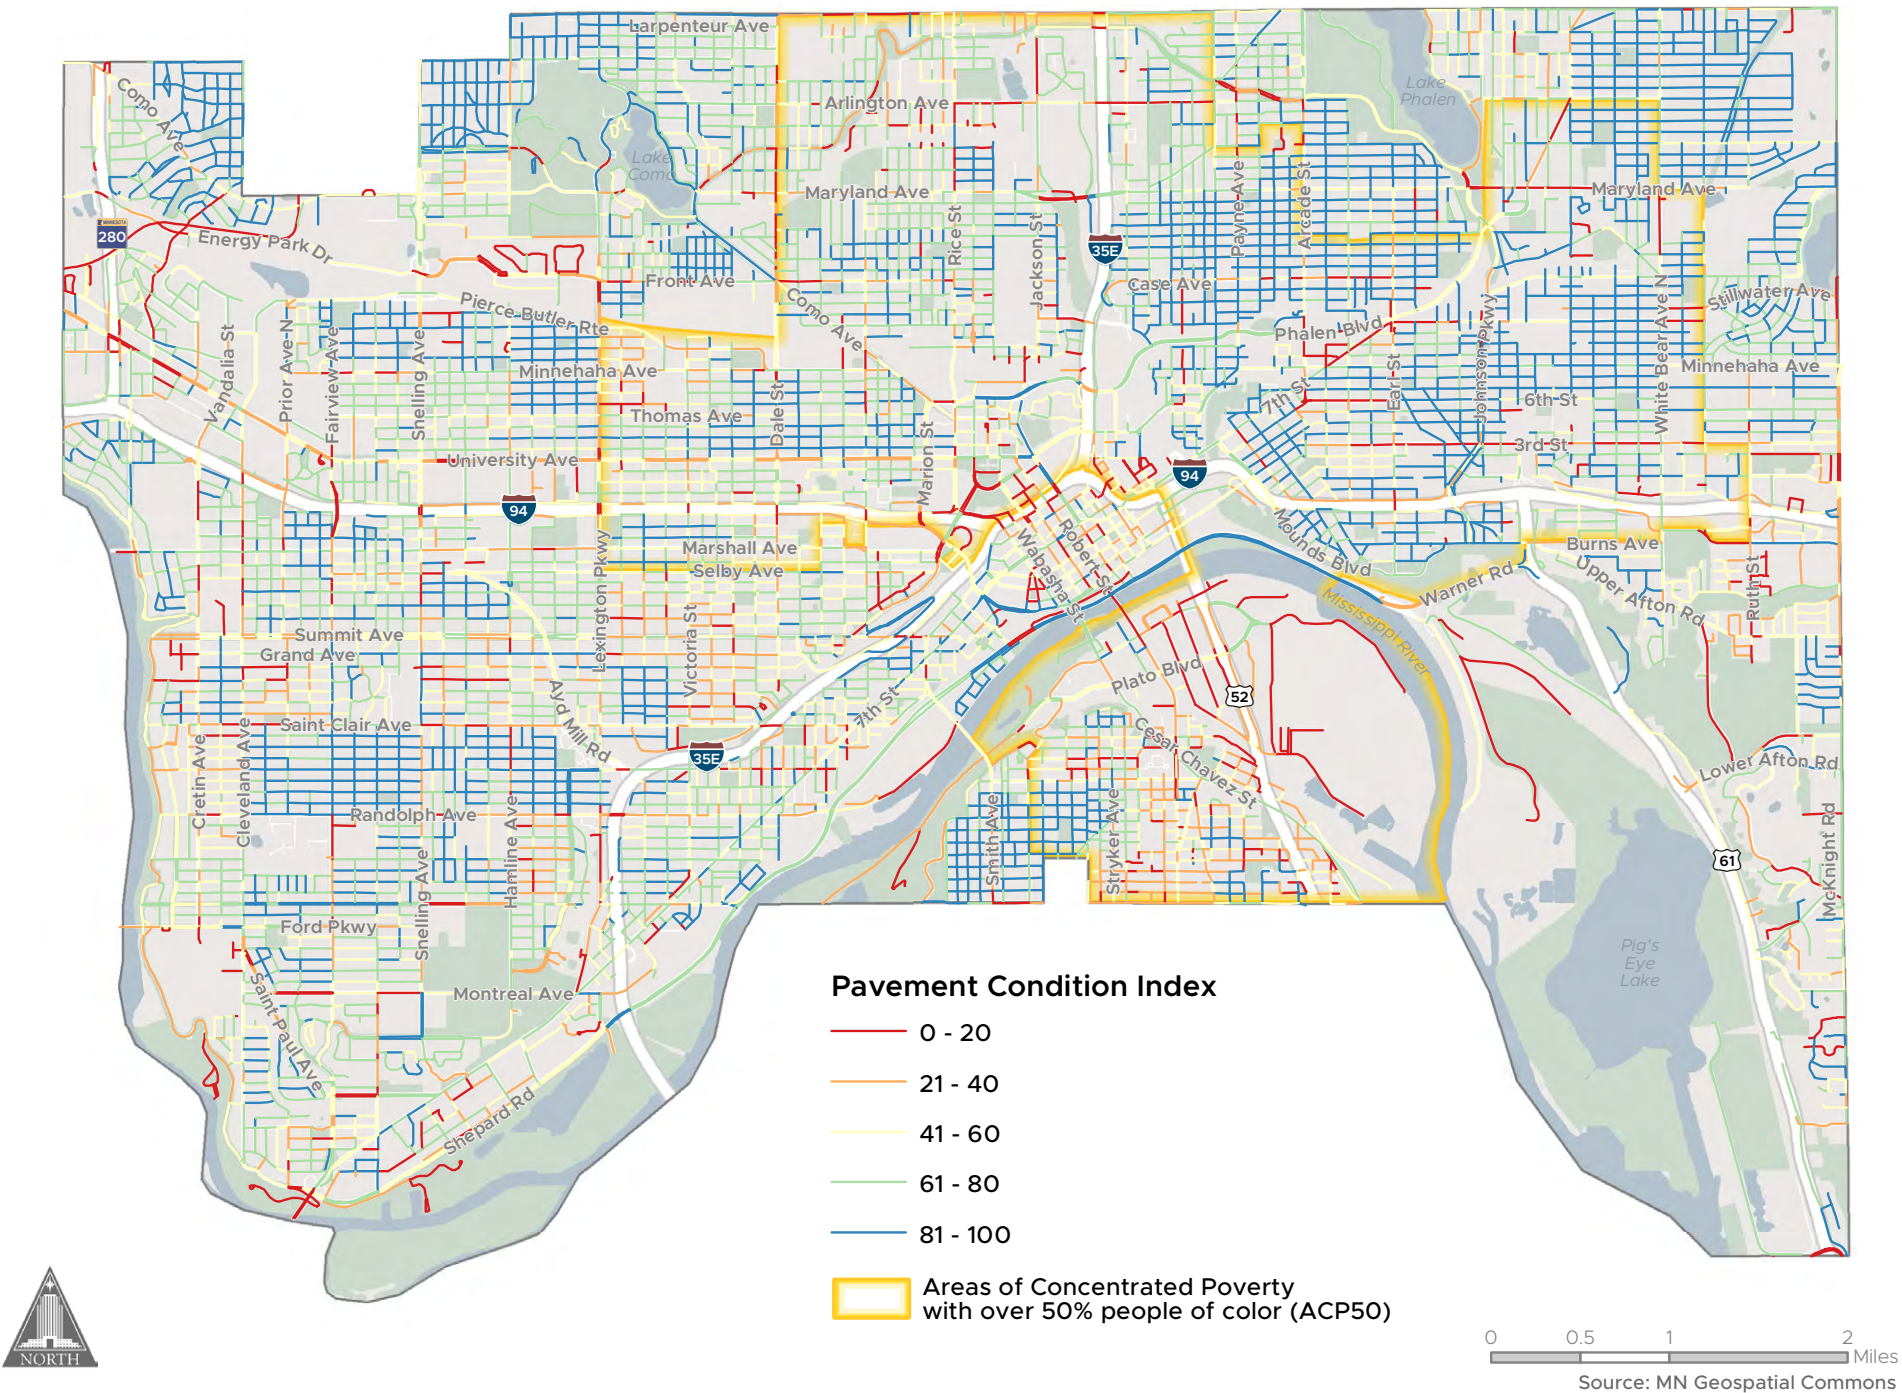 Larpenteur Ave
Como Ave
Lake
Phalen
Arlington Ave
Lake
Como
Maryland Ave
Maryland Ave
MINNESOTA
280
Energy Park Dr
Rice St
Jackson St
35E
Payne Ave
Arcade St
Front Ave
Case Ave
Pierce Butler Rte
Como Ave
Stillwater Ave
Phalen Blvd
Vandalia St
Prior Ave N
Fairview Ave
Snelling Ave
Minnehaha Ave
Johnson Pkwy
White Bear Ave N
Minnehaha Ave
Thomas Ave
Dale St
7th St
Earl St
6th St
University Ave
Marion St
3rd St
94
94
Marshall Ave
Selby Ave
Lexington Pkwy
Wabasha St
Robert St
Mounds Blvd
Burns Ave
Warner Rd
Upper Afton Rd
Ruth St
Mississippi River
Summit Ave
Grand Ave
Victoria St
Plato Blvd
52
Ayd Mill Rd
7th St
Saint Clair Ave
35E
Cesar Chavez St
Lower Afton Rd
Cretin Ave
Cleveland Ave
Randolph Ave
Hamline Ave
Snelling Ave
Smith Ave
Stryker Ave
61
McKnight Rd
Ford Pkwy
Pig's
Eye
Lake
Saint Paul Ave
Montreal Ave
Shepard Rd
Pavement Condition Index
0 - 20
21 - 40
41 - 60
61 - 80
81 - 100
Areas of Concentrated Poverty
with over 50% people of color (ACP50)
NORTH
0 0.5 1 2
Miles
Source: MN Geospatial Commons